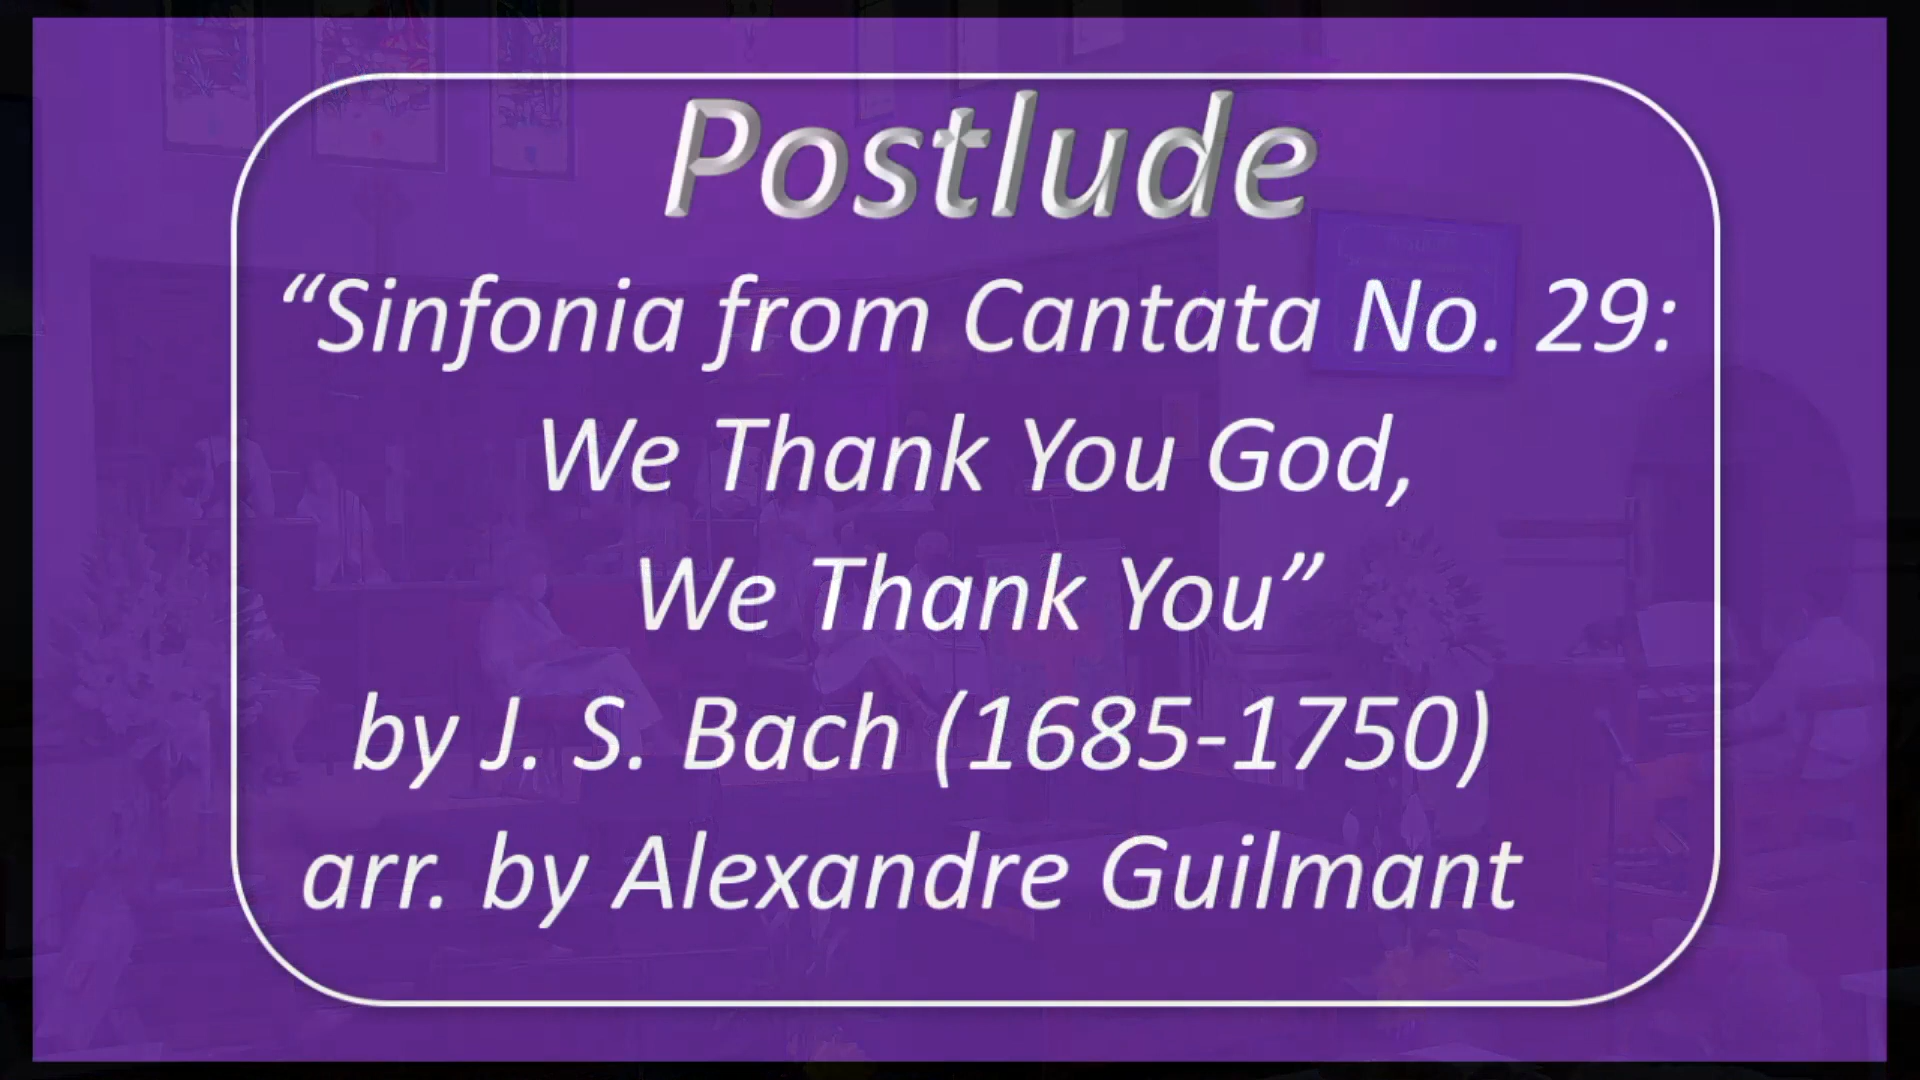 Postlude
“Sinfonia from Cantata No. 29:
We Thank You God,
We Thank You”
by J. S. Bach (1685-1750)
arr. by Alexandre Guilmant